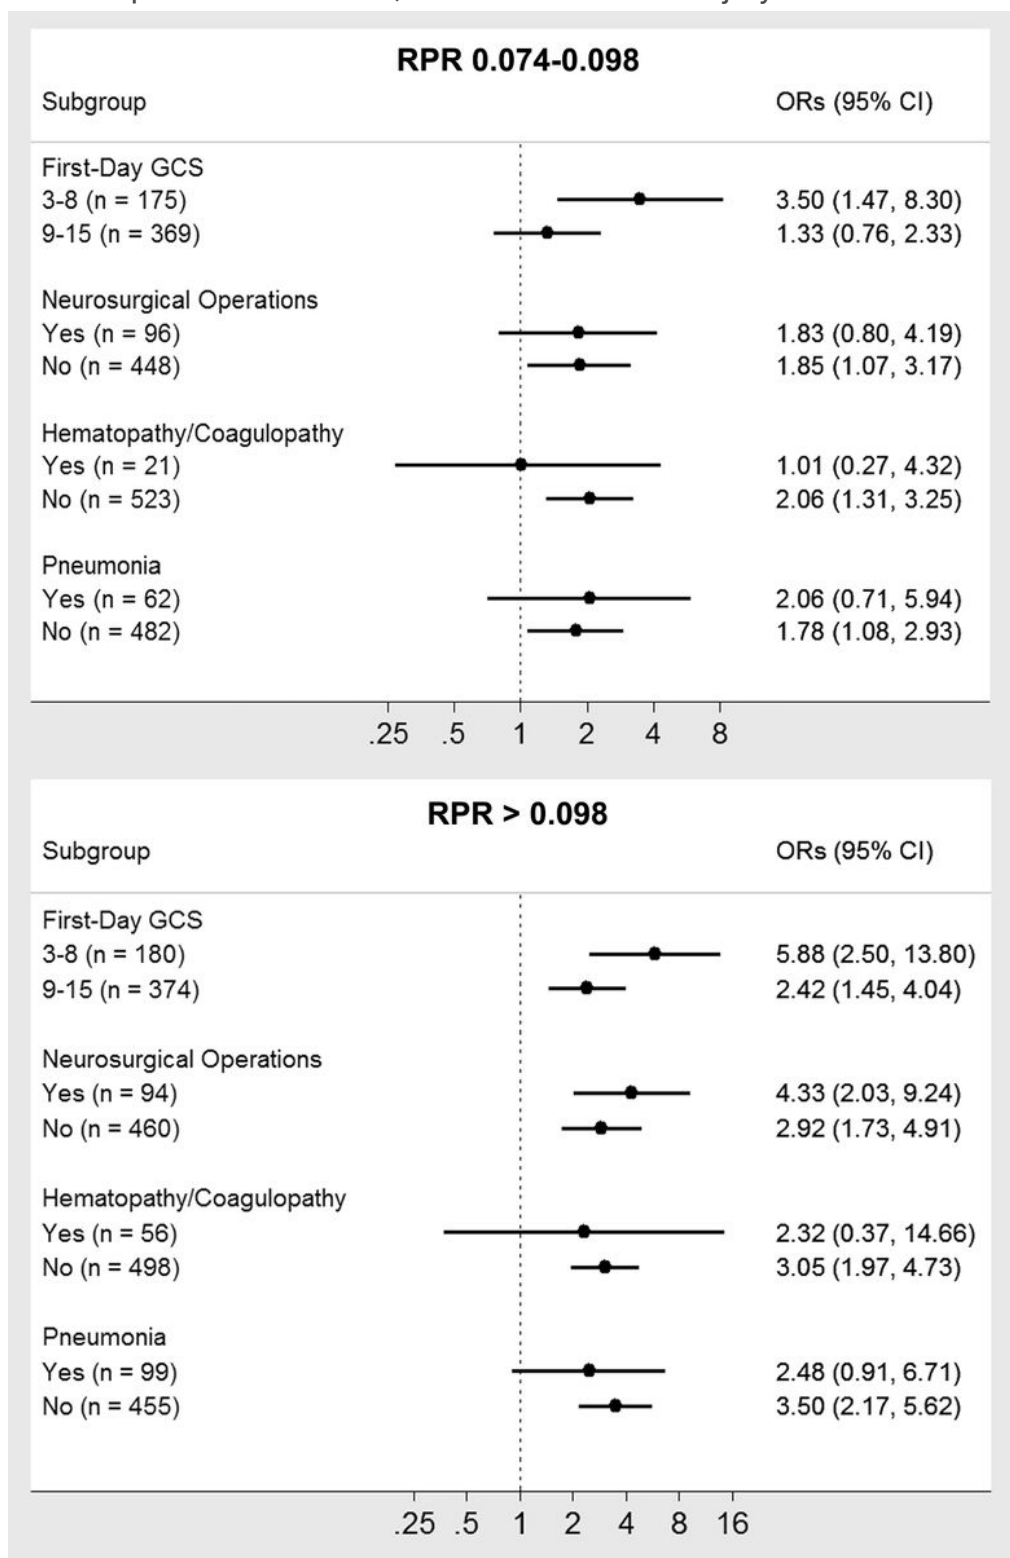 RPR 0.074-0.098
Subgroup ORs (95% CI)
First-Day GCS
3-8 (n = 175) 3.50 (1.47, 8.30)
9-15 (n = 369) 1.33 (0.76, 2.33)
Neurosurgical Operations
Yes (n = 96) 1.83 (0.80, 4.19)
No (n = 448) 1.85 (1.07, 3.17)
Hematopathy/Coagulopathy
Yes (n = 21) 1.01 (0.27, 4.32)
No (n = 523) 2.06 (1.31, 3.25)
Pneumonia
Yes (n = 62) 2.06 (0.71, 5.94)
No (n = 482) 1.78 (1.08, 2.93)
.25 .5 1 2 4 8
RPR > 0.098
Subgroup ORs (95% CI)
First-Day GCS
3-8 (n = 180) 5.88 (2.50, 13.80)
9-15 (n = 374) 2.42 (1.45, 4.04)
Neurosurgical Operations
Yes (n = 94) 4.33 (2.03, 9.24)
No (n = 460) 2.92 (1.73, 4.91)
Hematopathy/Coagulopathy
Yes (n = 56) 2.32 (0.37, 14.66)
No (n = 498) 3.05 (1.97, 4.73)
Pneumonia
Yes (n = 99) 2.48 (0.91, 6.71)
No (n = 455) 3.50 (2.17, 5.62)
.25 .5 1 2 4 8 16